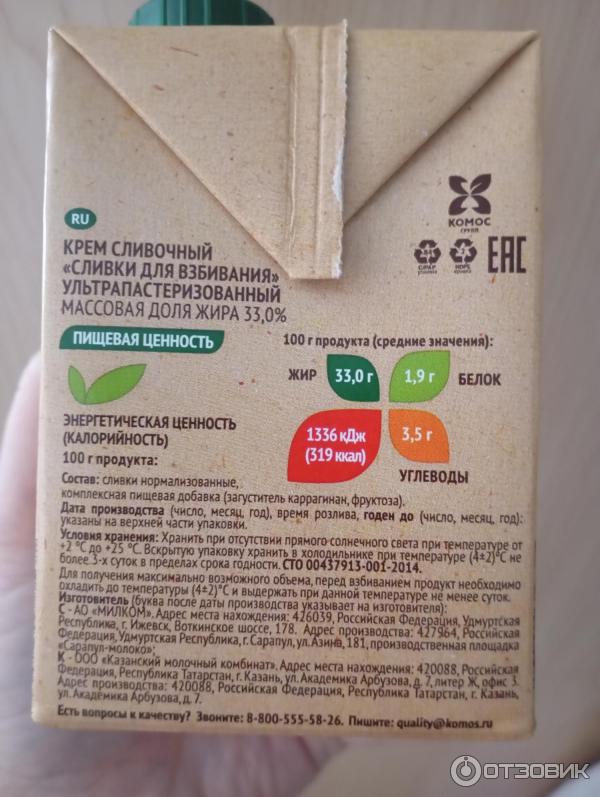 RU
КРЕМ СЛИВОЧНЫЙ
«СЛИВКИ ДЛЯ ВЗБИВАНИЯ»
УЛЬТРАПАСТЕРИЗОВАННЫЙ
МАССОВАЯ ДОЛЯ ЖИРА 33,0%
КОМОС
ГРУПП
EAC
ПИЩЕВАЯ ЦЕННОСТЬ
100 г продукта (средние значения):
ЖИР 33,0 г 1,9 г БЕЛОК
ЭНЕРГЕТИЧЕСКАЯ ЦЕННОСТЬ
(КАЛОРИЙНОСТЬ)
100 г продукта:
1336 кДж
(319 ккал)
3,5 г
УГЛЕВОДЫ
Состав: сливки нормализованные,
комплексная пищевая добавка (загуститель каррагинан, фруктоза).
Дата производства (число, месяц, год), время розлива, годен до (число, месяц, год):
указаны на верхней части упаковки.
Условия хранения: Хранить при отсутствии прямого солнечного света при температуре от
+2 °С до +25 °С. Вскрытую упаковку хранить в холодильнике при температуре (4±2)°С не
более 3-х суток в пределах срока годности. СТО 00437913-001-2014.
Для получения максимально возможного объема, перед взбиванием продукт необходимо
охладить до температуры (4±2)°С и выдержать при данной температуре не менее суток.
Изготовитель (буква после даты производства указывает на изготовителя):
С - АО «МИЛКОМ». Адрес места нахождения: 426039, Российская Федерация, Удмуртская
Республика, г. Ижевск, Воткинское шоссе, 178. Адрес производства: 427964, Российская
Федерация, Удмуртская Республика, г. Сарапул, ул. Азина, 181, производственная площадка
«Сарапул-молоко»;
К - ООО «Казанский молочный комбинат». Адрес места нахождения: 420088, Российская
Федерация, Республика Татарстан, г. Казань, ул. Академика Арбузова, д. 7, литер Ж, офис 3.
Адрес производства: 420088, Российская Федерация, Республика Татарстан, г. Казань,
ул. Академика Арбузова, д. 7.
Есть вопросы к качеству? Звоните: 8-800-555-58-26. Пишите: quality@komos.ru
ОТЗОВИК